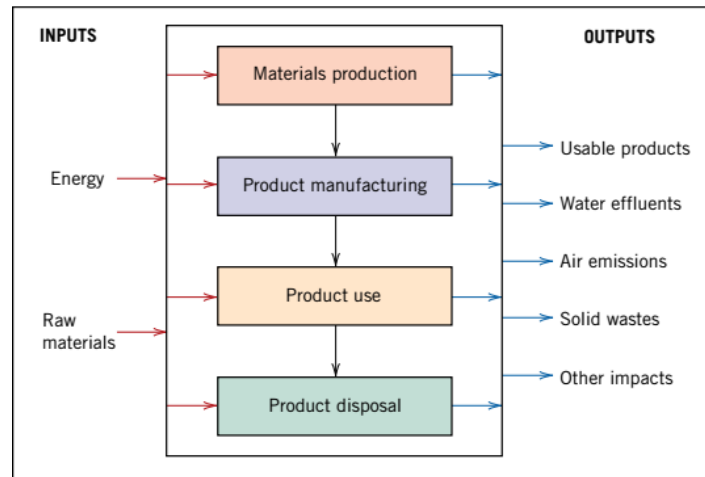 INPUTS
OUTPUTS
Materials production
Usable products
Energy
Product manufacturing
Water effluents
Air emissions
Product use
Raw
materials
Solid wastes
Other impacts
Product disposal